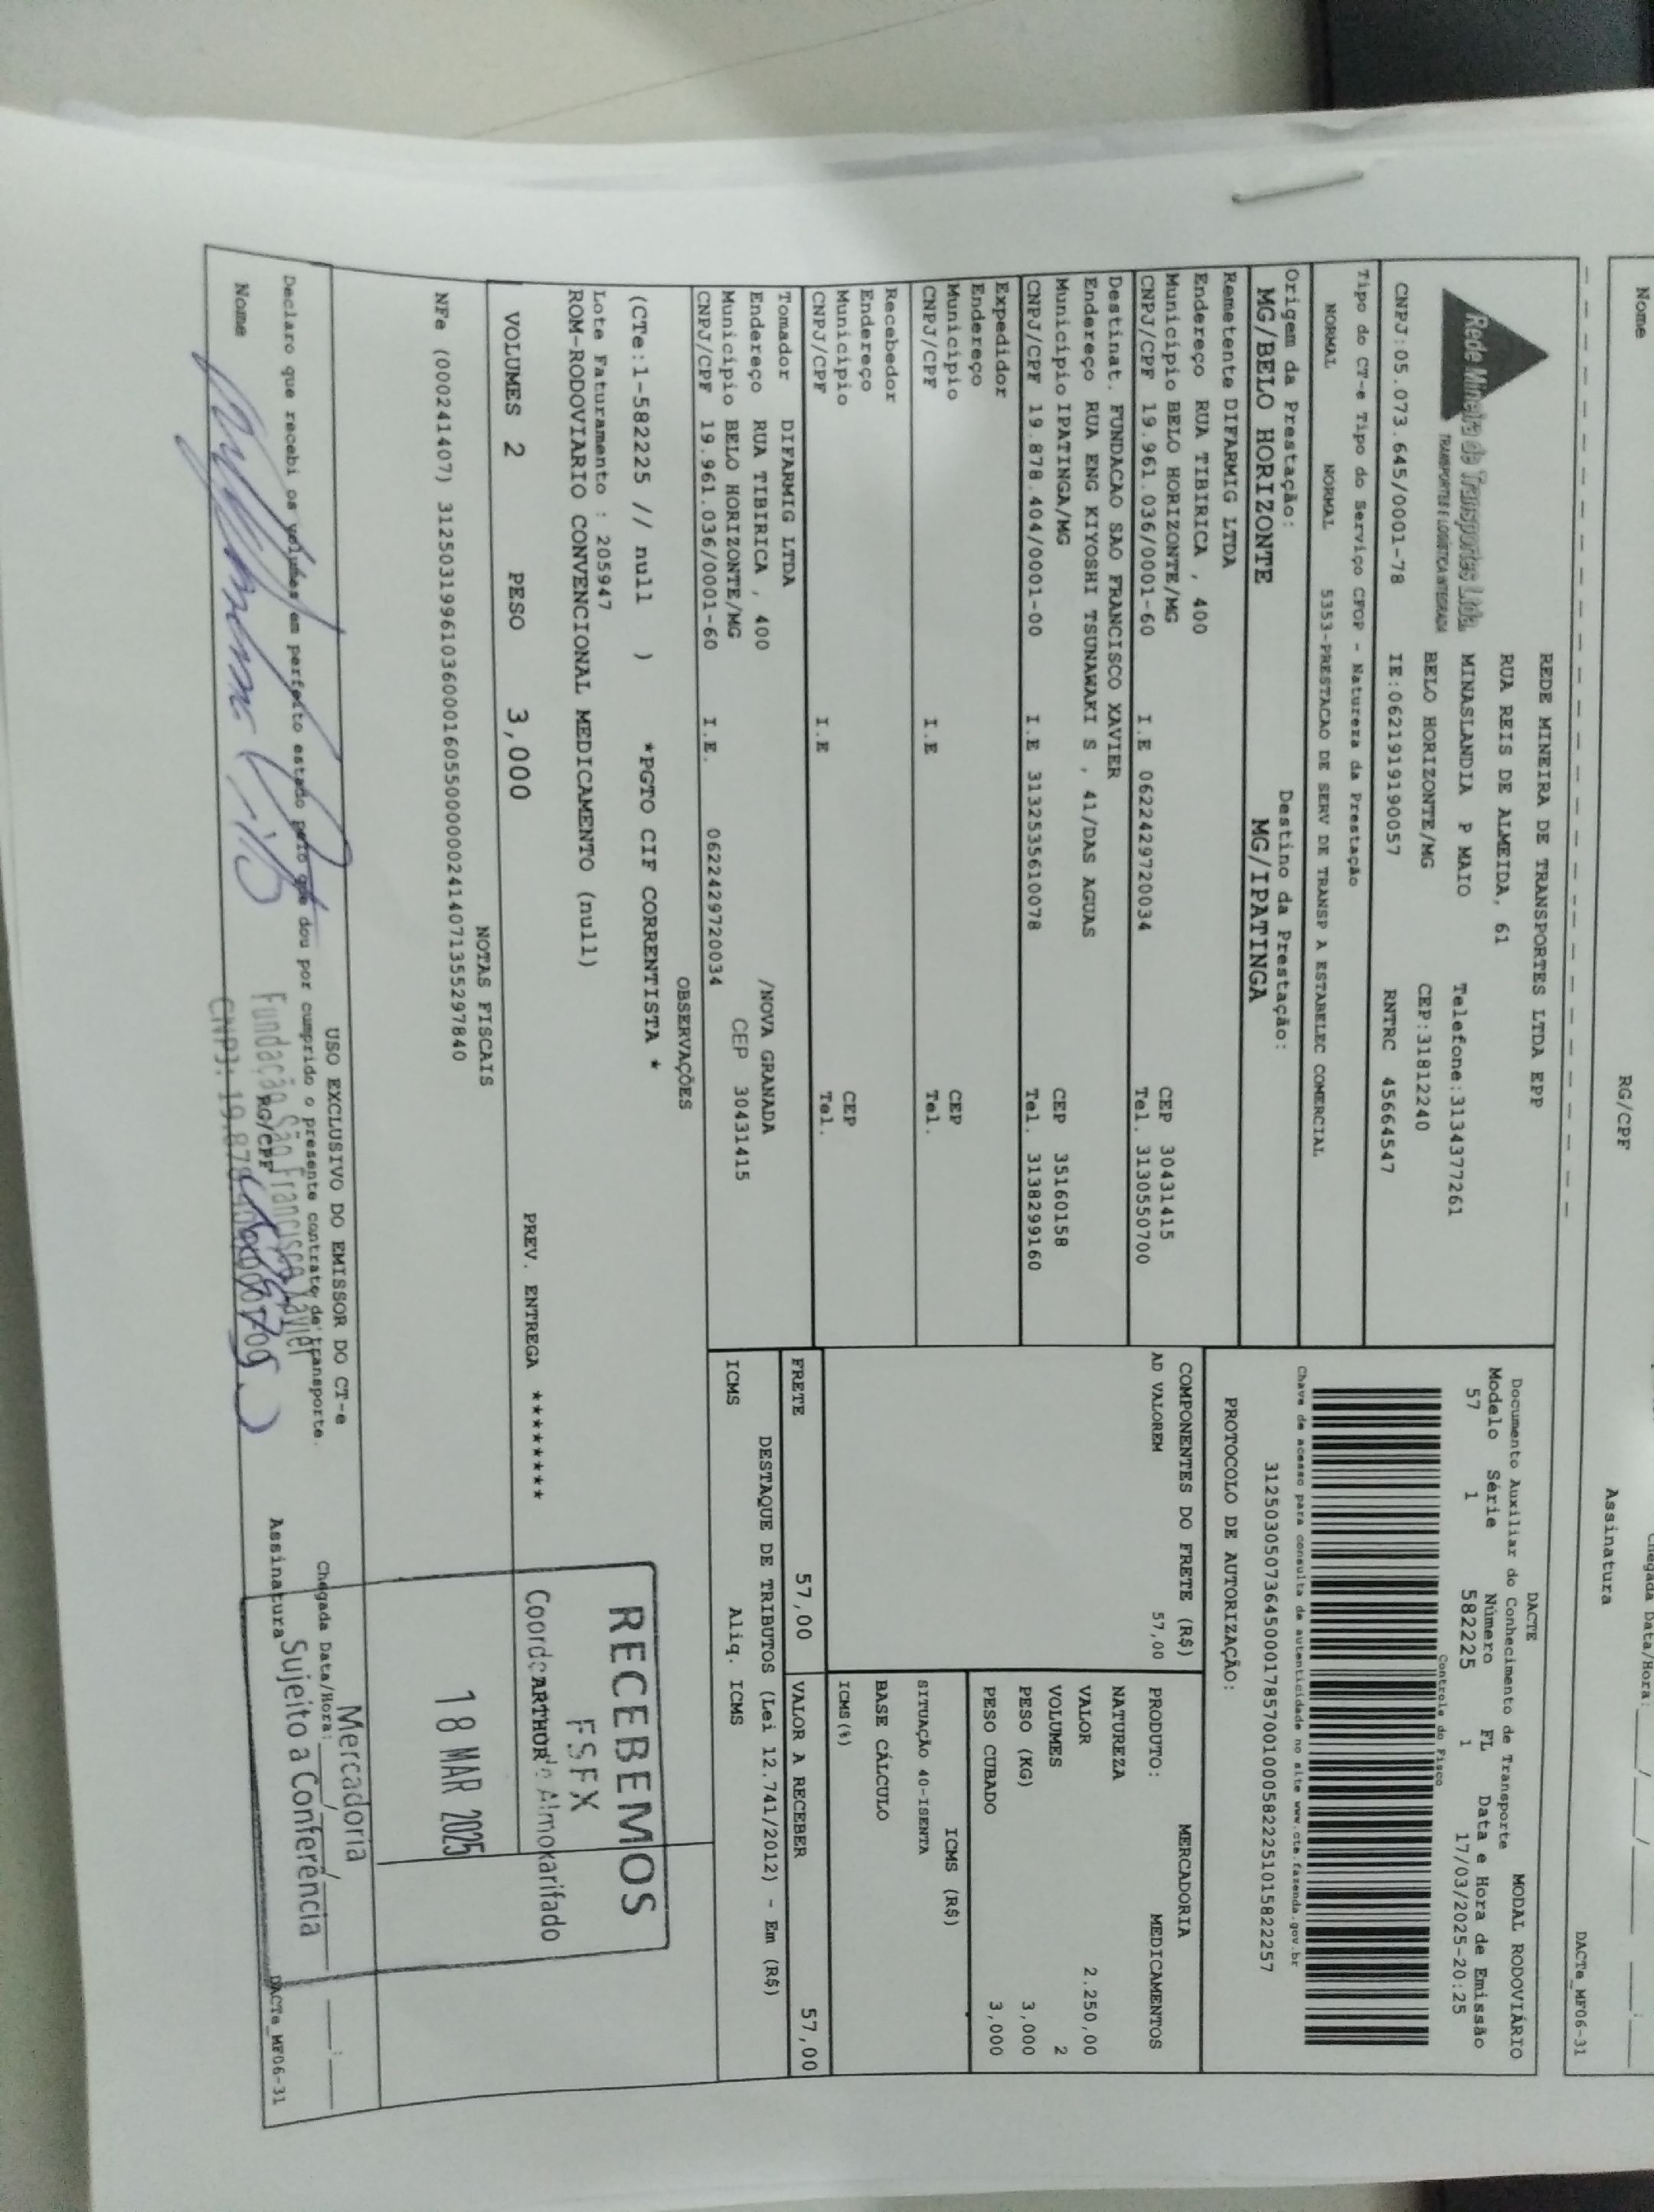 Nome RG/CPF Assinatura Chegada Data/Hora: ___/___/___ ___:___
DACTe_MF06-31
Rede Mineira de Transportes Ltda.
TRANSPORTES E LOGÍSTICA INTEGRADA
REDE MINEIRA DE TRANSPORTES LTDA EPP
RUA REIS DE ALMEIDA, 61
MINASLANDIA P MAIO Telefone:3134377261
BELO HORIZONTE/MG CEP:31812240
CNPJ:05.073.645/0001-78 IE:0621919190057 RNTRC 45664547
DACTE MODAL RODOVIÁRIO
Documento Auxiliar do Conhecimento de Transporte
Modelo Série Número FL Data e Hora de Emissão
57 1 582225 1 17/03/2025-20:25
Controle do Fisco
Chave de acesso para consulta de autenticidade no site www.cte.fazenda.gov.br
31250305073645000178570010005822251015822257
PROTOCOLO DE AUTORIZAÇÃO:
Tipo do CT-e Tipo do Serviço CFOP - Natureza da Prestação
NORMAL NORMAL 5353-PRESTACAO DE SERV DE TRANSP A ESTABELEC COMERCIAL
Origem da Prestação: Destino da Prestação:
MG/BELO HORIZONTE MG/IPATINGA
Remetente DIFARMIG LTDA
Endereço RUA TIBIRICA , 400
Município BELO HORIZONTE/MG CEP 30431415
CNPJ/CPF 19.961.036/0001-60 I.E 0622429720034 Tel. 3130550700
Destinat. FUNDACAO SAO FRANCISCO XAVIER
Endereço RUA ENG KIYOSHI TSUNAWAKI S , 41/DAS AGUAS
Município IPATINGA/MG CEP 35160158
CNPJ/CPF 19.878.404/0001-00 I.E 3132535610078 Tel. 3138299160
Expedidor
Endereço
Município CEP
CNPJ/CPF I.E Tel.
Recebedor
Endereço
Município CEP
CNPJ/CPF I.E Tel.
Tomador DIFARMIG LTDA
Endereço RUA TIBIRICA , 400 /NOVA GRANADA
Município BELO HORIZONTE/MG CEP 30431415
CNPJ/CPF 19.961.036/0001-60 I.E. 0622429720034
COMPONENTES DO FRETE (R$)
AD VALOREM 57,00
MERCADORIA
PRODUTO: MEDICAMENTOS
NATUREZA
VALOR 2.250,00
VOLUMES 2
PESO (KG) 3,000
PESO CUBADO 3,000
ICMS (R$)
SITUAÇÃO 40-ISENTA
BASE CÁLCULO
ICMS(%)
FRETE 57,00 VALOR A RECEBER 57,00
DESTAQUE DE TRIBUTOS (Lei 12.741/2012) - Em (R$)
ICMS Aliq. ICMS
OBSERVAÇÕES
(CTe:1-582225 // null ) *PGTO CIF CORRENTISTA *
Lote Faturamento : 205947
ROM-RODOVIARIO CONVENCIONAL MEDICAMENTO (null)
VOLUMES 2 PESO 3,000 PREV. ENTREGA ********
ARTHUR
NOTAS FISCAIS
NFe (000241407) 31250319961036000160550000002414071355297840
RECEBEMOS
FSFX
Almoxarifado
18 MAR 2025
Mercadoria
Sujeito a Conferência
USO EXCLUSIVO DO EMISSOR DO CT-e
Declaro que recebi os volumes em perfeito estado pelo que dou por cumprido o presente contrato de transporte.
Chegada Data/Hora: ___/___/___ ___:___
Nome RG/CPF Assinatura
Fundação São Francisco Xavier
DACTe_MF06-31